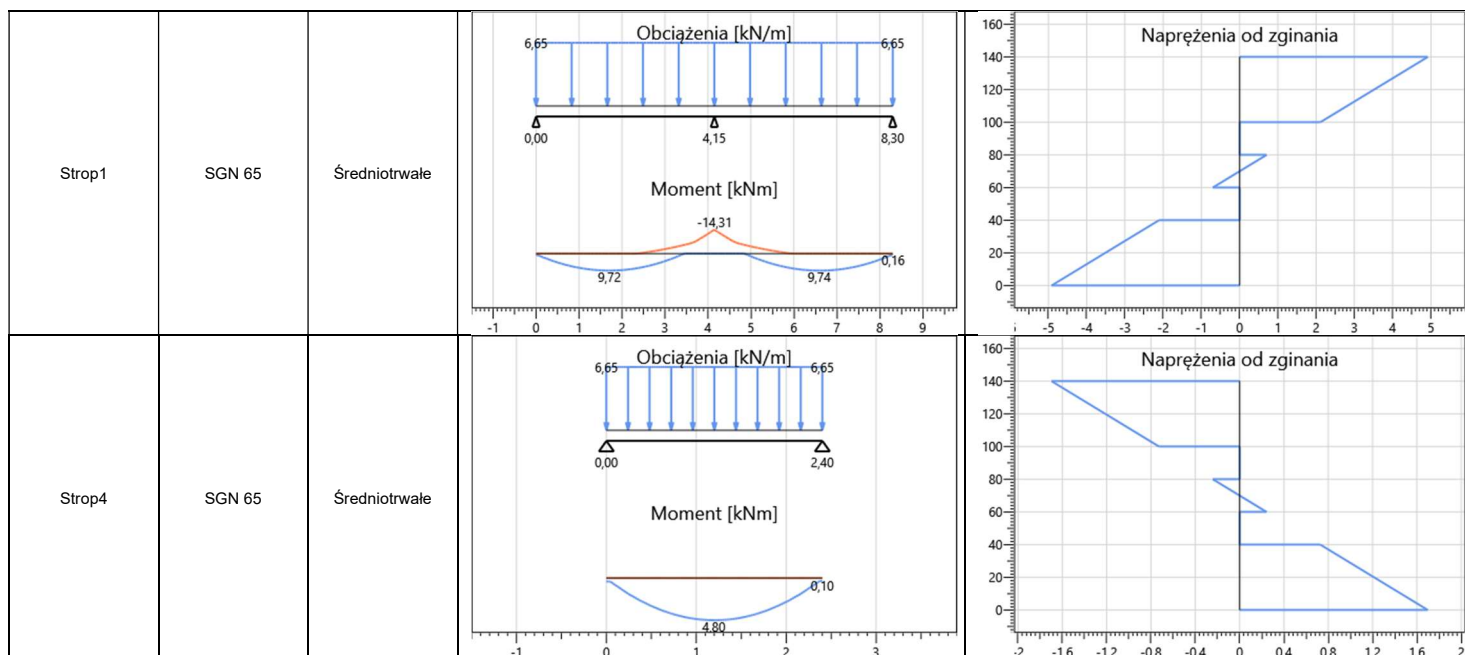 Strop1
SGN 65
Średniotrwałe
Obciążenia [kN/m]
6,65 6,65
0,00 4,15 8,30
Moment [kNm]
-14,31
0,16
9,72 9,74
-1 0 1 2 3 4 5 6 7 8 9
Naprężenia od zginania
160
140
120
100
80
60
40
20
0
-5 -4 -3 -2 -1 0 1 2 3 4 5
Strop4
SGN 65
Średniotrwałe
Obciążenia [kN/m]
6,65 6,65
0,00 2,40
Moment [kNm]
0,10
4,80
-1 0 1 2 3
Naprężenia od zginania
160
140
120
100
80
60
40
20
0
-2 -1,6 -1,2 -0,8 -0,4 0 0,4 0,8 1,2 1,6 2